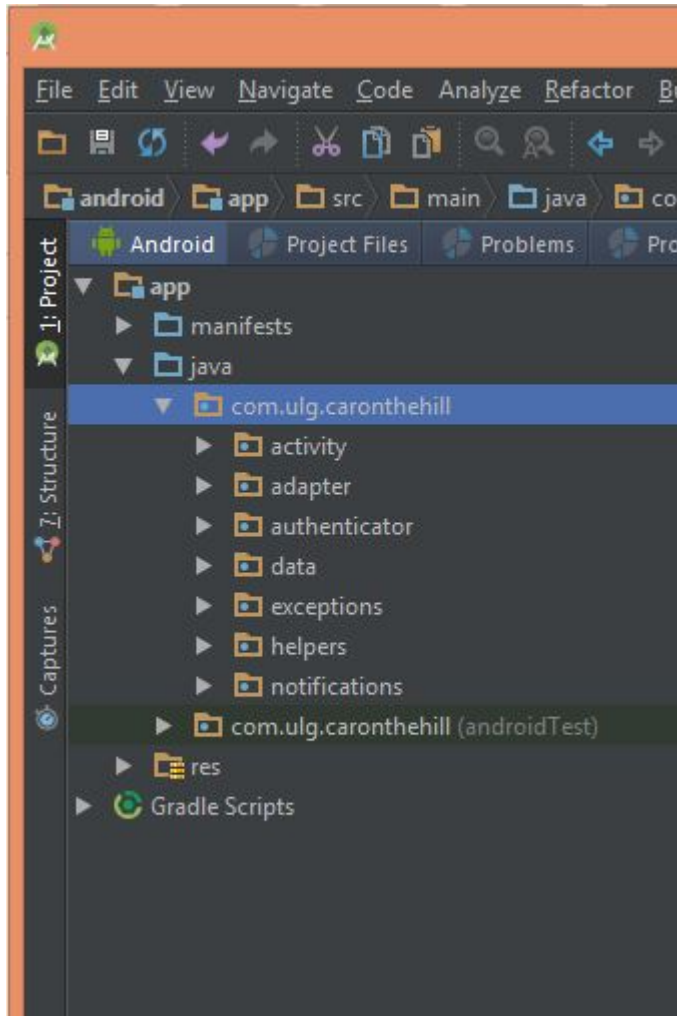 File Edit View Navigate Code Analyze Refactor
android app src main java
Android Project Files Problems
1: Project
7: Structure
Captures
app
manifests
java
com.ulg.caronthehill
activity
adapter
authenticator
data
exceptions
helpers
notifications
com.ulg.caronthehill (androidTest)
res
Gradle Scripts